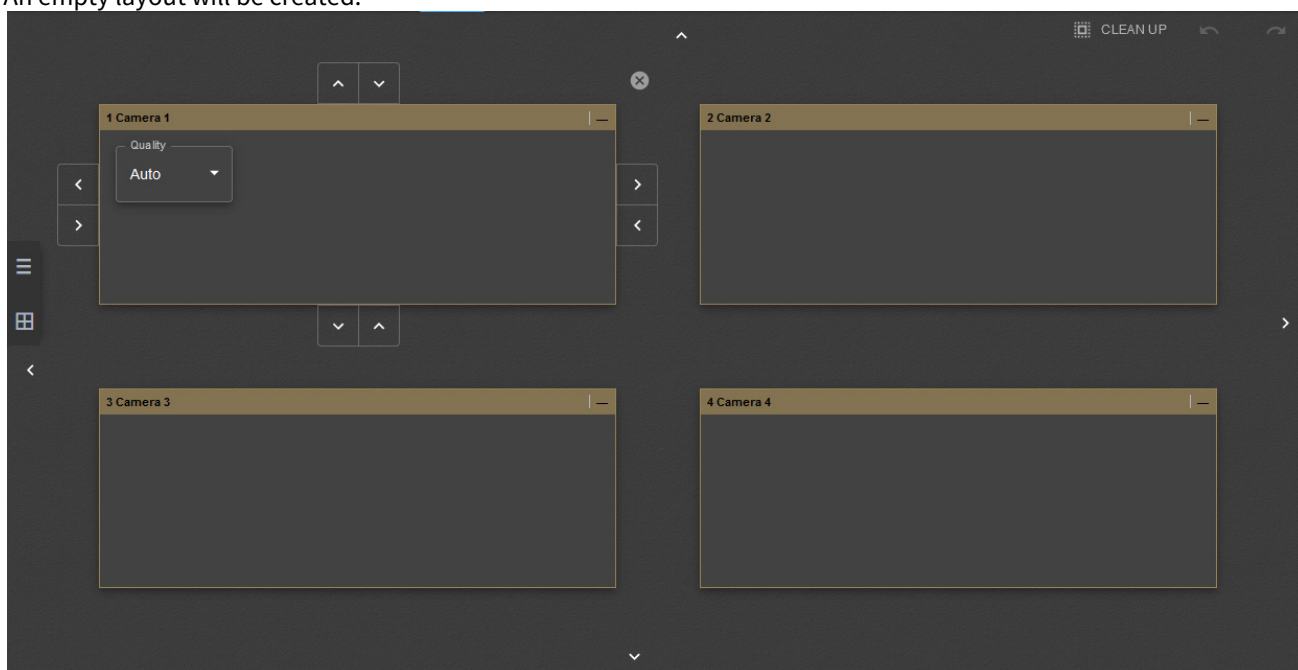 An empty layout will be created.
CLEAN UP
1 Camera 1
2 Camera 2
Quality
Auto
3 Camera 3
4 Camera 4